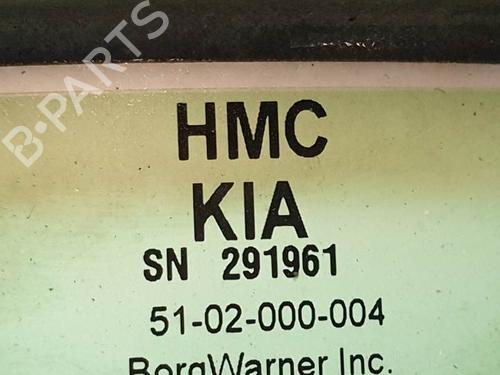 B-PARTS
HMC
KIA
SN 291961
51-02-000-004
BorgWarner Inc.